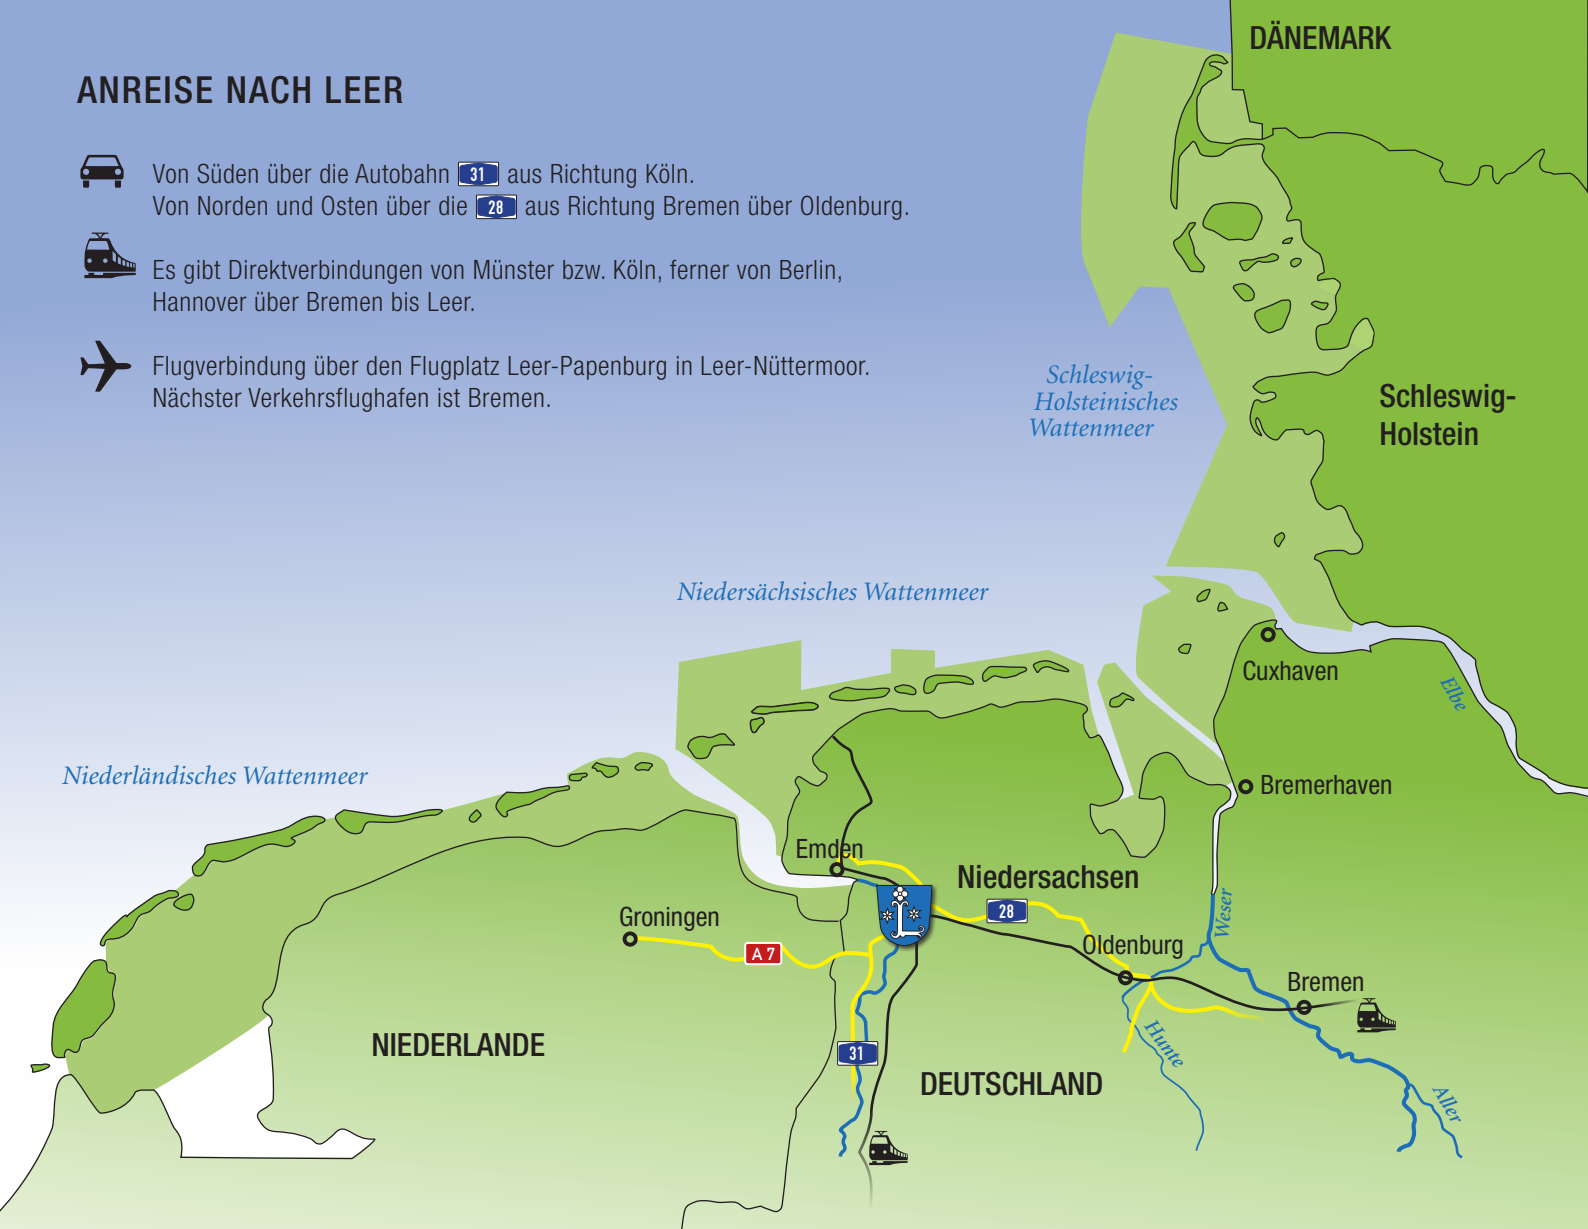 ANREISE NACH LEER
Von Süden über die Autobahn 31 aus Richtung Köln.
Von Norden und Osten über die 28 aus Richtung Bremen über Oldenburg.
Es gibt Direktverbindungen von Münster bzw. Köln, ferner von Berlin,
Hannover über Bremen bis Leer.
Flugverbindung über den Flugplatz Leer-Papenburg in Leer-Nüttermoor.
Nächster Verkehrsflughafen ist Bremen.
DÄNEMARK
Schleswig-
Holsteinisches
Wattenmeer
Schleswig-
Holstein
Niedersächsisches Wattenmeer
Cuxhaven
Elbe
Niederländisches Wattenmeer
Bremerhaven
Emden
Niedersachsen
28
L
Groningen
A 7
Weser
Oldenburg
Bremen
NIEDERLANDE
31
Hunte
DEUTSCHLAND
Aller